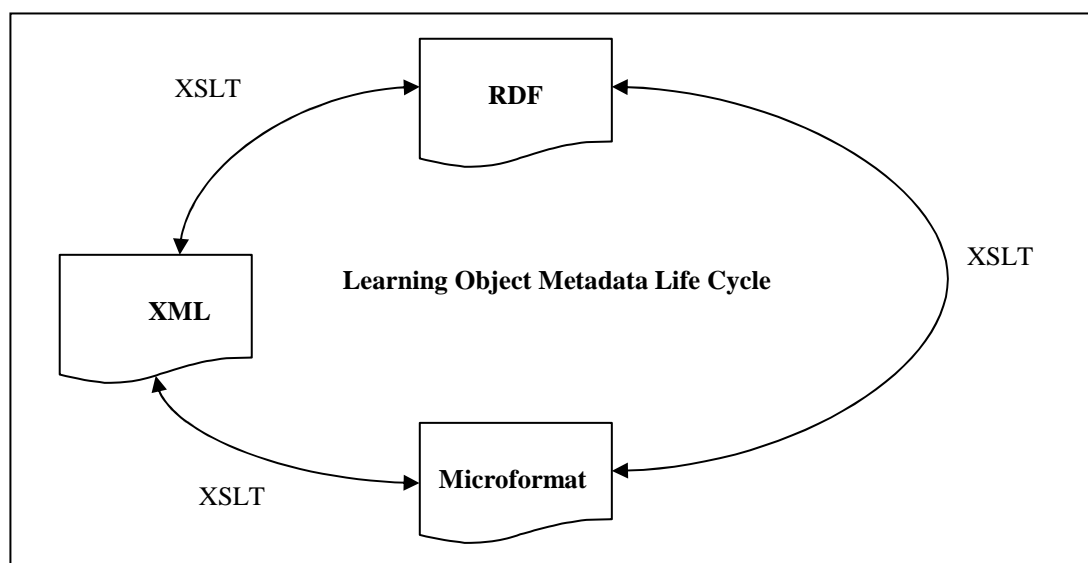 RDF
XSLT
XSLT
Learning Object Metadata Life Cycle
XML
Microformat
XSLT